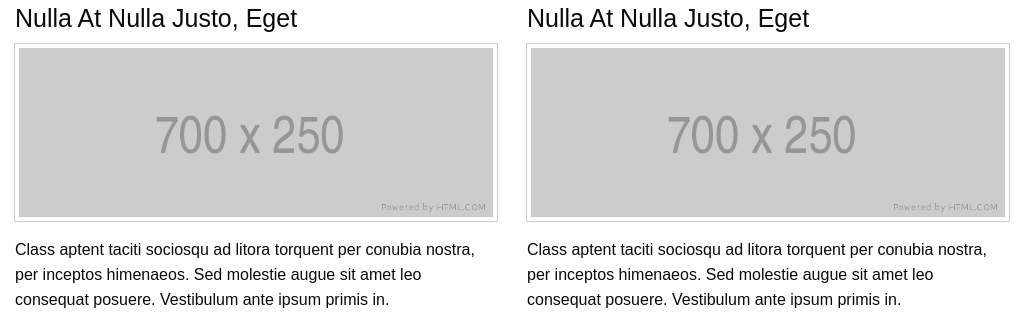 Nulla At Nulla Justo, Eget
700 x 250
Powered by HTML.COM
Class aptent taciti sociosqu ad litora torquent per conubia nostra,
per inceptos himenaeos. Sed molestie augue sit amet leo
consequat posuere. Vestibulum ante ipsum primis in.
Nulla At Nulla Justo, Eget
700 x 250
Powered by HTML.COM
Class aptent taciti sociosqu ad litora torquent per conubia nostra,
per inceptos himenaeos. Sed molestie augue sit amet leo
consequat posuere. Vestibulum ante ipsum primis in.